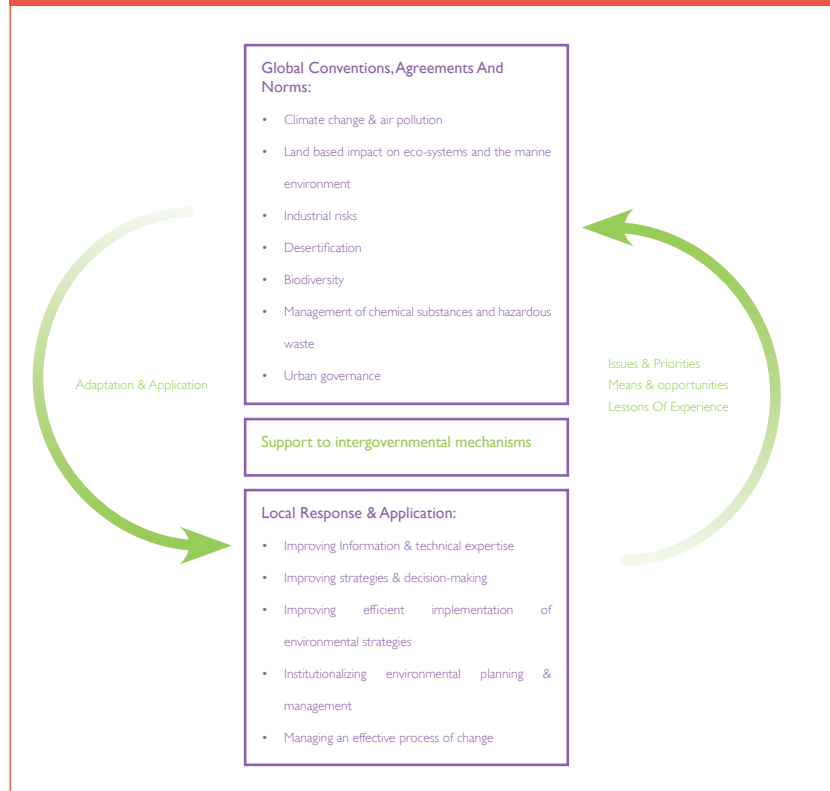 Global Conventions, Agreements And
Norms:
• Climate change & air pollution
• Land based impact on eco-systems and the marine
environment
• Industrial risks
• Desertification
• Biodiversity
• Management of chemical substances and hazardous
waste
• Urban governance
Adaptation & Application
Issues & Priorities
Means & opportunities
Lessons Of Experience
Support to intergovernmental mechanisms
Local Response & Application:
• Improving Information & technical expertise
• Improving strategies & decision-making
• Improving efficient implementation of
environmental strategies
• Institutionalizing environmental planning &
management
• Managing an effective process of change